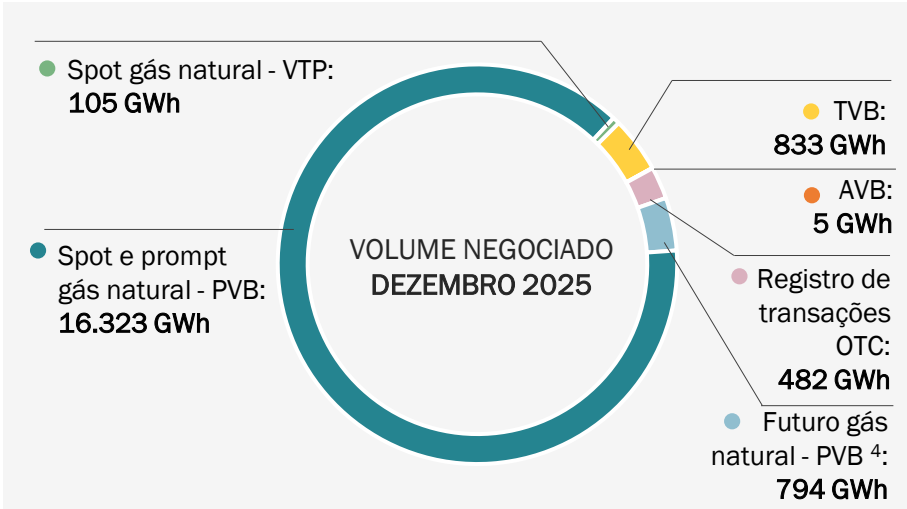 Spot gás natural - VTP:
105 GWh
Spot e prompt
gás natural - PVB:
16.323 GWh
VOLUME NEGOCIADO
DEZEMBRO 2025
TVB:
833 GWh
AVB:
5 GWh
Registro de
transações
OTC:
482 GWh
Futuro gás
natural - PVB ⁴:
794 GWh